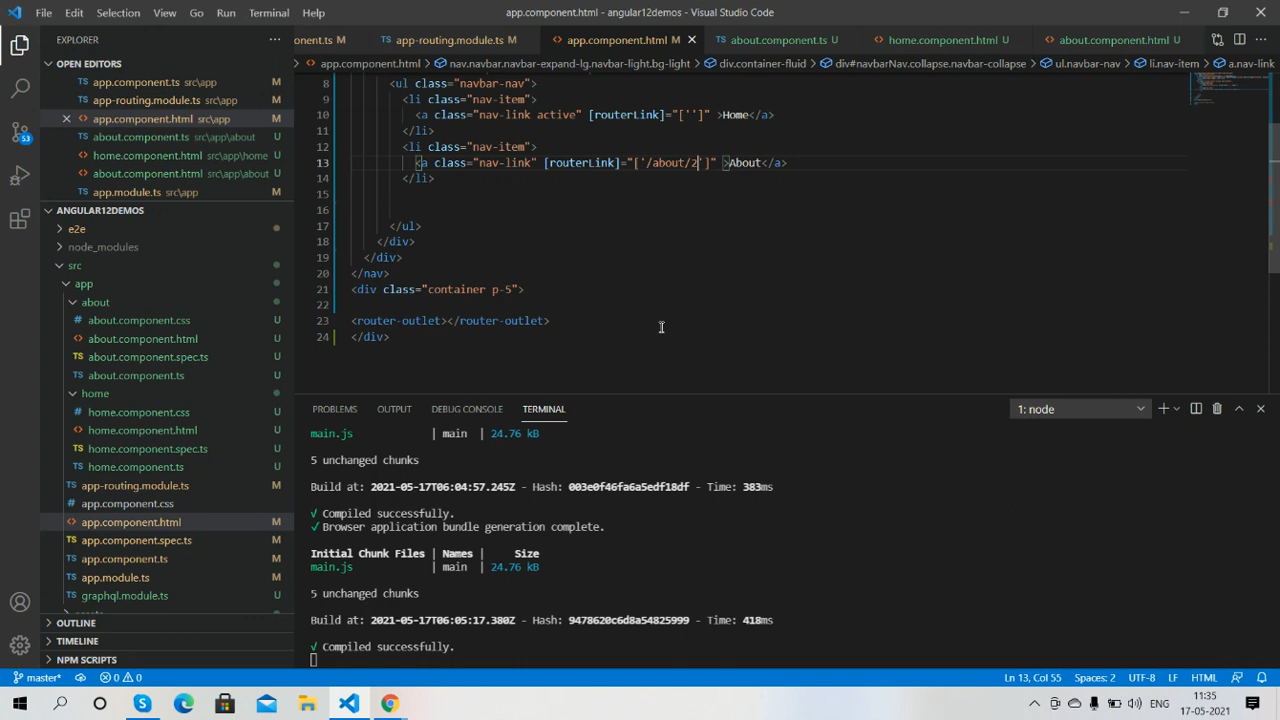 File Edit Selection View Go Run Terminal Help app.component.html - angular12demos - Visual Studio Code
EXPLORER ···
onent.ts M app-routing.module.ts M app.component.html M about.component.ts U home.component.html U about.component.html U
app.component.html > nav.navbar.navbar-expand-lg.navbar-light.bg-light > div.container-fluid > div#navbarNav.collapse.navbar-collapse > ul.navbar-nav > li.nav-item > a.nav-link
OPEN EDITORS
app.component.ts src\app M
app-routing.module.ts src\app M
app.component.html src\app M
about.component.ts src\app\about U
home.component.html src\app\home U
about.component.html src\app\about U
app.module.ts src\app M
ANGULAR12DEMOS
e2e
node_modules
src
app
about
about.component.css U
about.component.html U
about.component.spec.ts U
about.component.ts U
home
home.component.css U
home.component.html U
home.component.spec.ts U
home.component.ts U
app-routing.module.ts M
app.component.css
app.component.html M
app.component.spec.ts M
app.component.ts M
app.module.ts M
graphql.module.ts U
OUTLINE
TIMELINE
NPM SCRIPTS
53
8 <ul class="navbar-nav">
9 <li class="nav-item">
10 <a class="nav-link active" [routerLink]="['']" >Home</a>
11 </li>
12 <li class="nav-item">
13 <a class="nav-link" [routerLink]="['/about/2']" >About</a>
14 </li>
15
16
17 </ul>
18 </div>
19 </div>
20 </nav>
21 <div class="container p-5">
22
23 <router-outlet></router-outlet>
24 </div>
PROBLEMS OUTPUT DEBUG CONSOLE TERMINAL 1: node
main.js | main | 24.76 kB
5 unchanged chunks
Build at: 2021-05-17T06:04:57.245Z - Hash: 003e0f46fa6a5edf18df - Time: 383ms
√ Compiled successfully.
√ Browser application bundle generation complete.
Initial Chunk Files | Names | Size
main.js | main | 24.76 kB
5 unchanged chunks
Build at: 2021-05-17T06:05:17.380Z - Hash: 9478620c6d8a54825999 - Time: 418ms
√ Compiled successfully.
master* 0 0 Ln 13, Col 55 Spaces: 2 UTF-8 LF HTML
ENG 11:35
17-05-2021